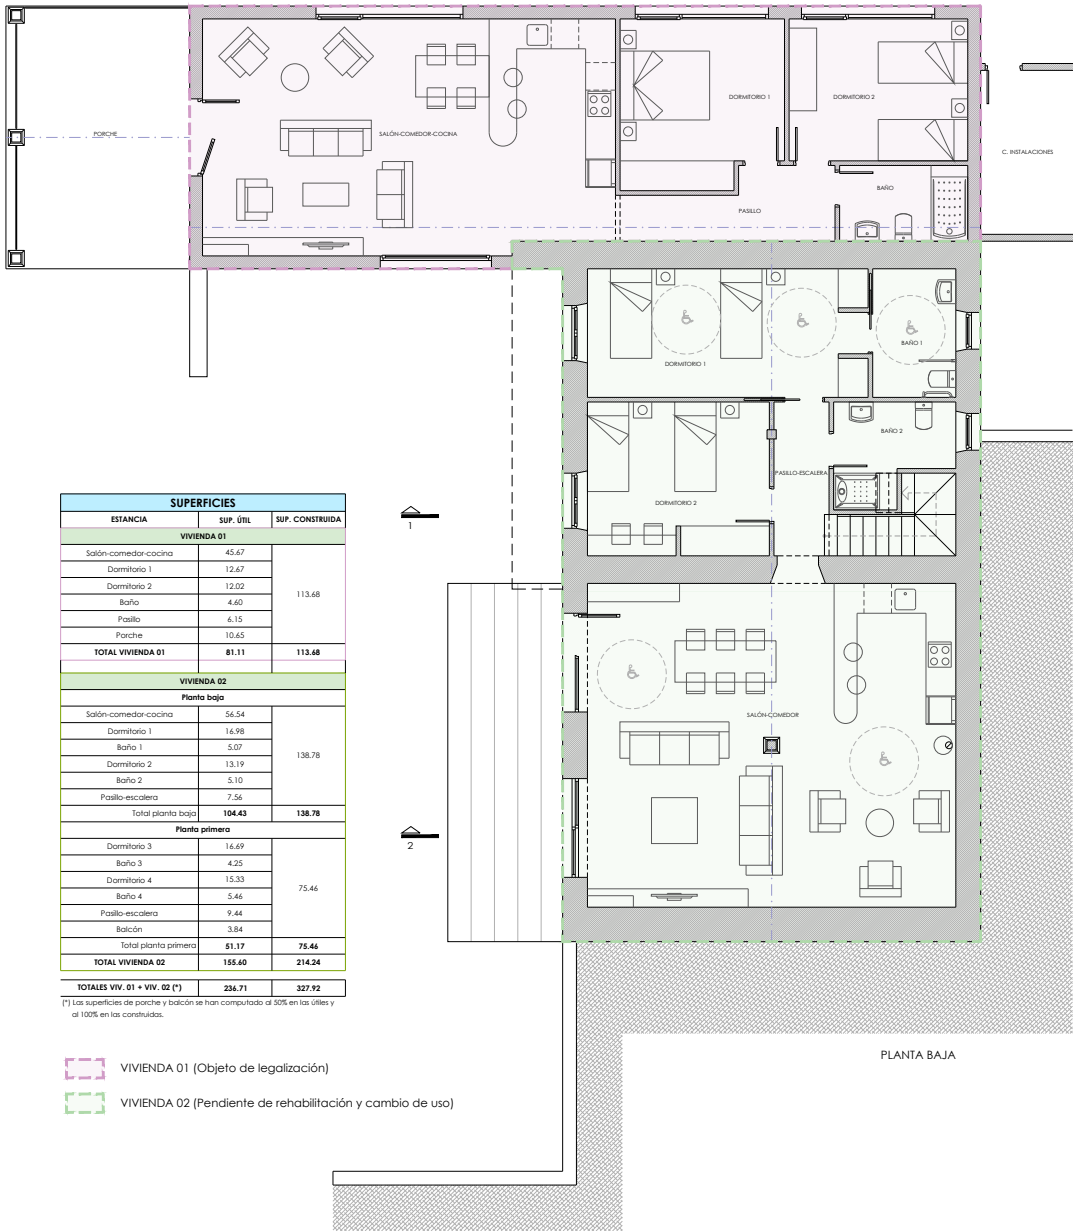 PORCHE
SALÓN-COMEDOR-COCINA
DORMITORIO 1
DORMITORIO 2
C. INSTALACIONES
BAÑO
PASILLO
DORMITORIO 1
BAÑO 1
BAÑO 2
PASILLO-ESCALERA
DORMITORIO 2
SALÓN-COMEDOR
1
2
SUPERFICIES
ESTANCIA SUP. ÚTIL SUP. CONSTRUIDA
VIVIENDA 01
Salón-comedor-cocina 45.67
Dormitorio 1 12.67
Dormitorio 2 12.02
113.68
Baño 4.60
Pasillo 6.15
Porche 10.65
TOTAL VIVIENDA 01 81.11 113.68
VIVIENDA 02
Planta baja
Salón-comedor-cocina 56.54
Dormitorio 1 16.98
Baño 1 5.07
138.78
Dormitorio 2 13.19
Baño 2 5.10
Pasillo-escalera 7.56
Total planta baja 104.43 138.78
Planta primera
Dormitorio 3 16.69
Baño 3 4.25
Dormitorio 4 15.33
75.46
Baño 4 5.46
Pasillo-escalera 9.44
Balcón 3.84
Total planta primera 51.17 75.46
TOTAL VIVIENDA 02 155.60 214.24
TOTALES VIV. 01 + VIV. 02 (*) 236.71 327.92
(*) Las superficies de porche y balcón se han computado al 50% en las útiles y
al 100% en las construidas.
VIVIENDA 01 (Objeto de legalización)
VIVIENDA 02 (Pendiente de rehabilitación y cambio de uso)
PLANTA BAJA